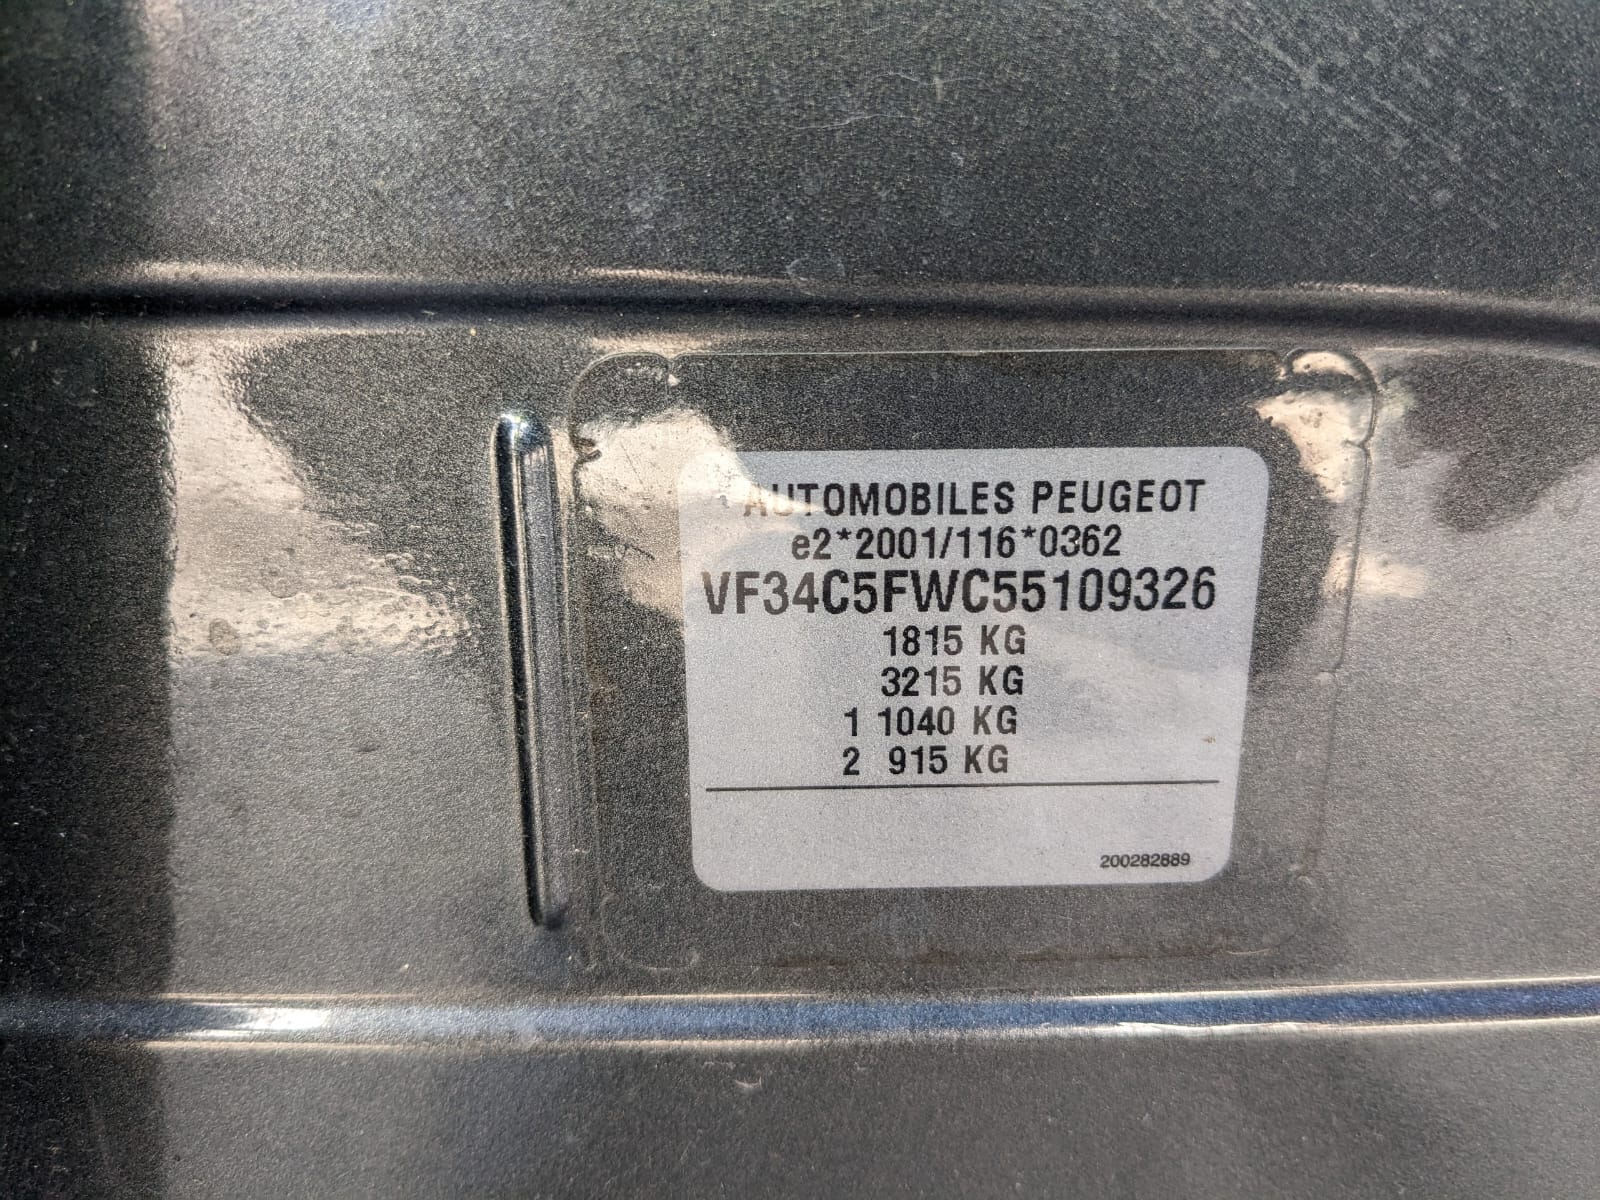 AUTOMOBILES PEUGEOT
e2*2001/116*0362
VF34C5FWC55109326
1815 KG
3215 KG
1 1040 KG
2 915 KG
200282889